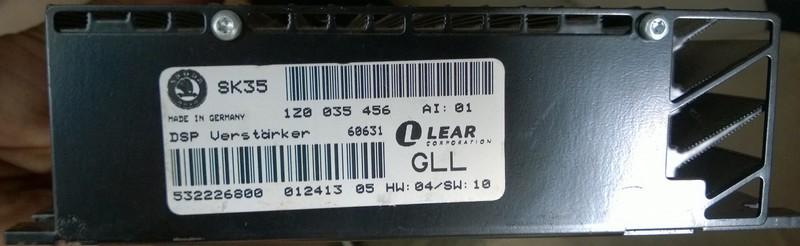 SKODA
SK35
1Z0 035 456 AI: 01
MADE IN GERMANY
DSP Verstärker 60631
LEAR
CORPORATION
GLL
532226800 012413 05 HW: 04/SW: 10